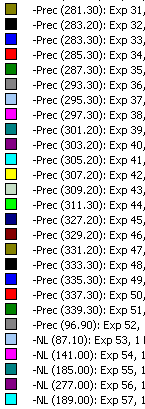 -Prec (281.30): Exp 31,
-Prec (283.20): Exp 32,
-Prec (283.30): Exp 33,
-Prec (285.30): Exp 34,
-Prec (287.30): Exp 35,
-Prec (293.30): Exp 36,
-Prec (295.30): Exp 37,
-Prec (297.30): Exp 38,
-Prec (301.20): Exp 39,
-Prec (303.20): Exp 40,
-Prec (305.20): Exp 41,
-Prec (307.20): Exp 42,
-Prec (309.20): Exp 43,
-Prec (311.30): Exp 44,
-Prec (327.20): Exp 45,
-Prec (329.20): Exp 46,
-Prec (331.20): Exp 47,
-Prec (333.30): Exp 48,
-Prec (335.30): Exp 49,
-Prec (337.30): Exp 50,
-Prec (339.30): Exp 51,
-Prec (96.90): Exp 52,
-NL (87.10): Exp 53, 1
-NL (141.00): Exp 54, 1
-NL (185.00): Exp 55, 1
-NL (277.00): Exp 56, 1
-NL (189.00): Exp 57, 1